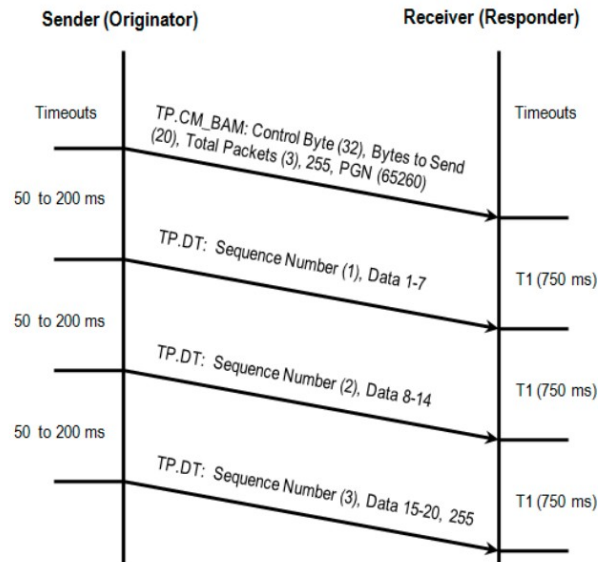 Sender (Originator)
Receiver (Responder)
Timeouts
Timeouts
TP.CM_BAM: Control Byte (32), Bytes to Send
(20), Total Packets (3), 255, PGN (65260)
50 to 200 ms
TP.DT: Sequence Number (1), Data 1-7
T1 (750 ms)
50 to 200 ms
TP.DT: Sequence Number (2), Data 8-14
T1 (750 ms)
50 to 200 ms
TP.DT: Sequence Number (3), Data 15-20, 255
T1 (750 ms)